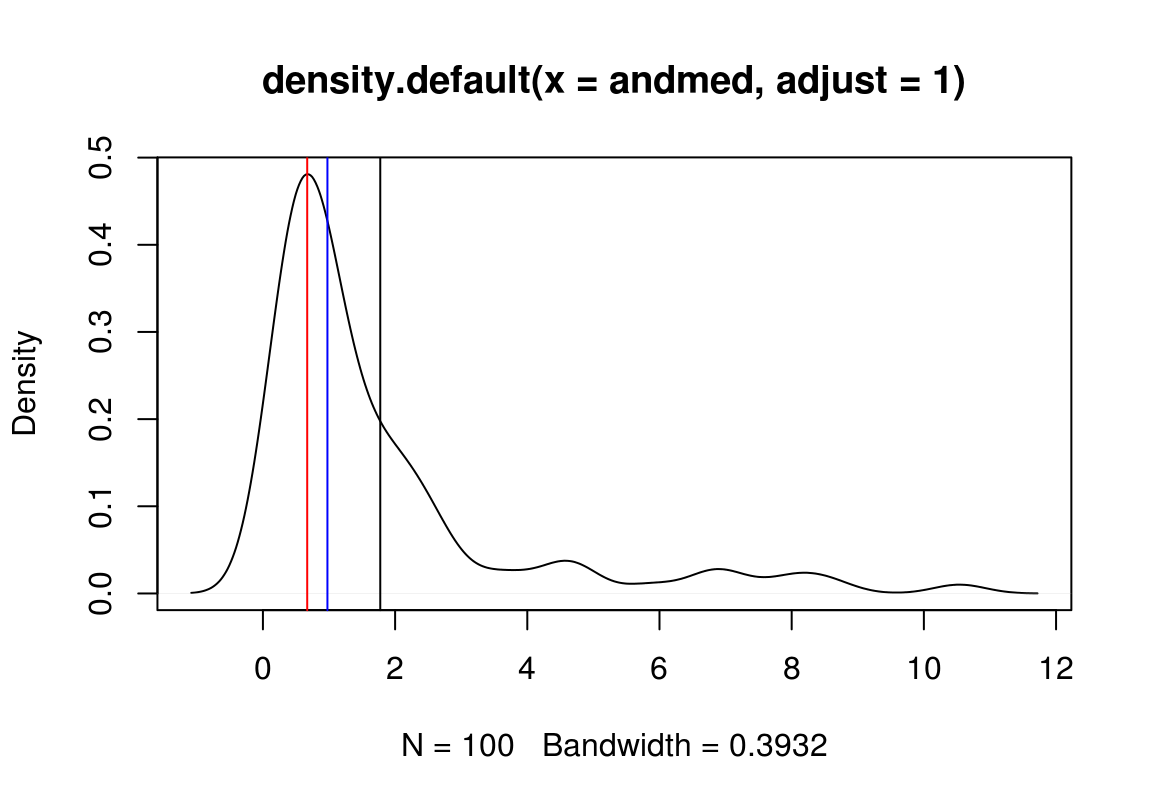 density.default(x = andmed, adjust = 1)
Density
0.5
0.4
0.3
0.2
0.1
0.0
0 2 4 6 8 10 12
N = 100 Bandwidth = 0.3932